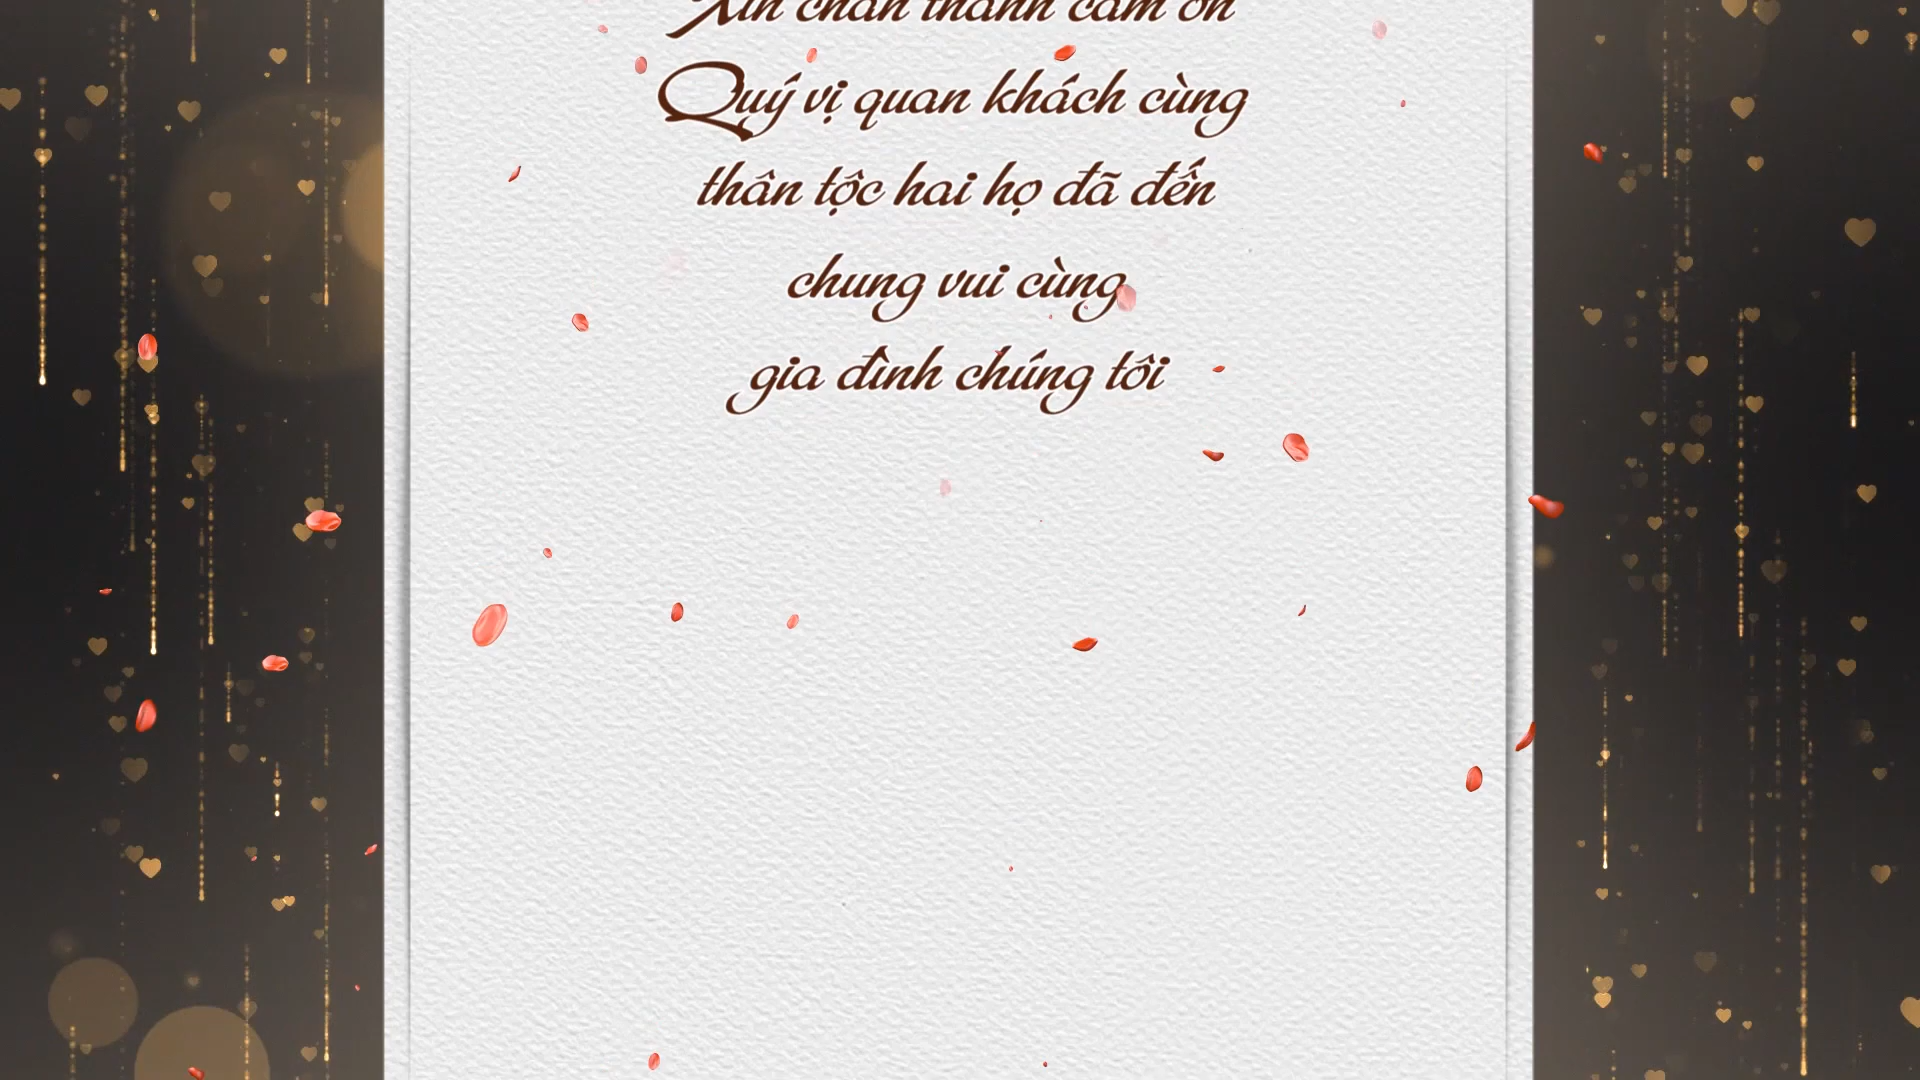 Xin chân thành cảm ơn
Quý vị quan khách cùng
thân tộc hai họ đã đến
chung vui cùng
gia đình chúng tôi